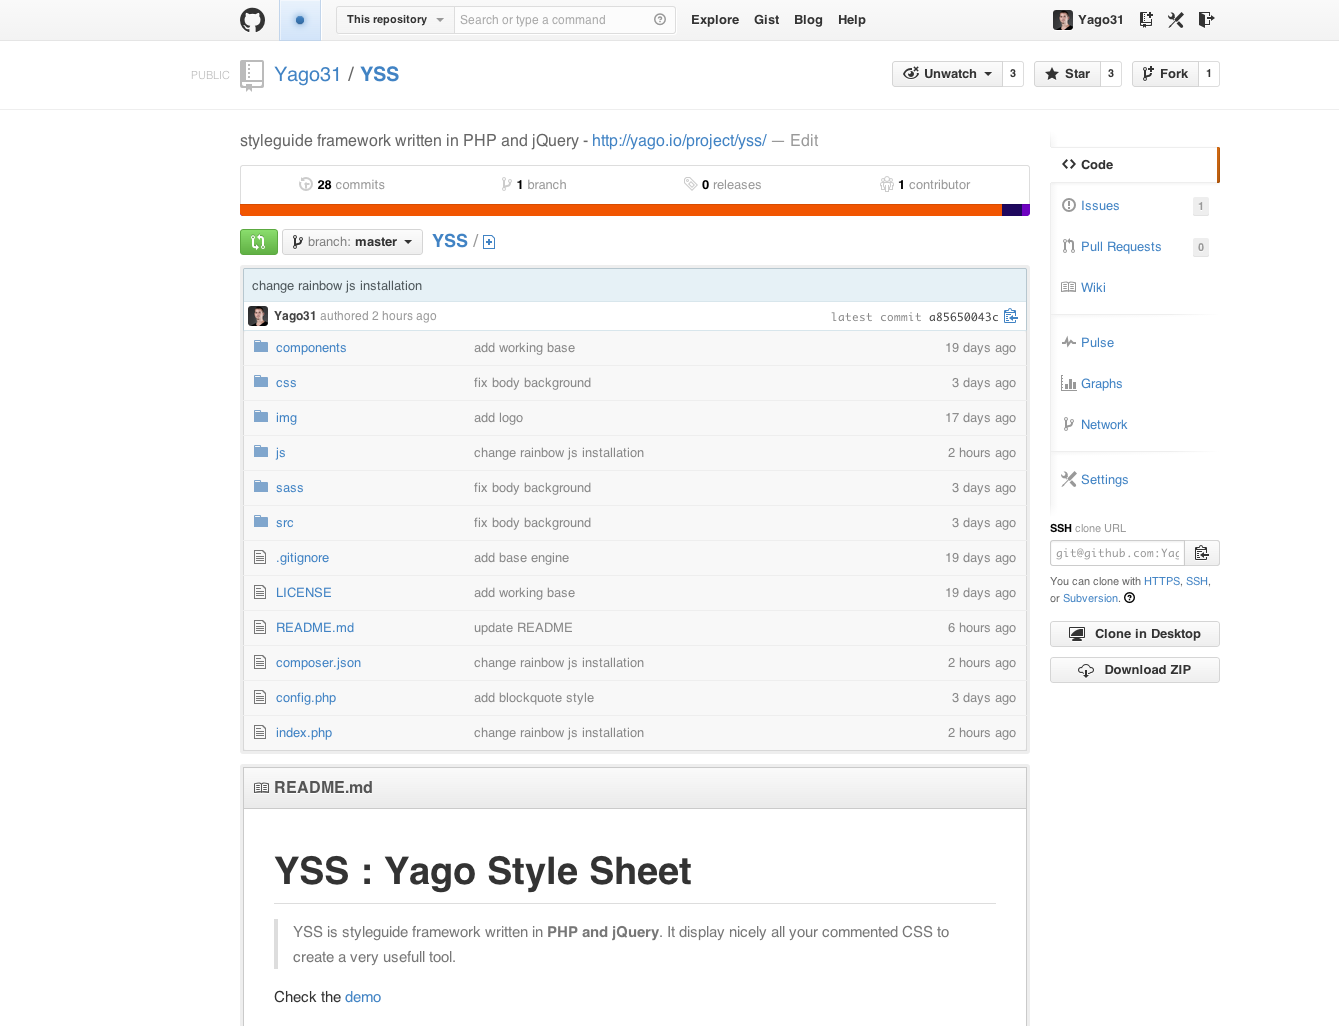 This repository Search or type a command Explore Gist Blog Help Yago31
PUBLIC Yago31 / YSS Unwatch 3 Star 3 Fork 1
styleguide framework written in PHP and jQuery - http://yago.io/project/yss/ — Edit
28 commits 1 branch 0 releases 1 contributor
branch: master YSS /
change rainbow js installation
Yago31 authored 2 hours ago latest commit a85650043c
components add working base 19 days ago
css fix body background 3 days ago
img add logo 17 days ago
js change rainbow js installation 2 hours ago
sass fix body background 3 days ago
src fix body background 3 days ago
.gitignore add base engine 19 days ago
LICENSE add working base 19 days ago
README.md update README 6 hours ago
composer.json change rainbow js installation 2 hours ago
config.php add blockquote style 3 days ago
index.php change rainbow js installation 2 hours ago
README.md
YSS : Yago Style Sheet
YSS is styleguide framework written in PHP and jQuery. It display nicely all your commented CSS to
create a very usefull tool.
Check the demo
Code
Issues 1
Pull Requests 0
Wiki
Pulse
Graphs
Network
Settings
SSH clone URL
git@github.com:Yag
You can clone with HTTPS, SSH,
or Subversion.
Clone in Desktop
Download ZIP